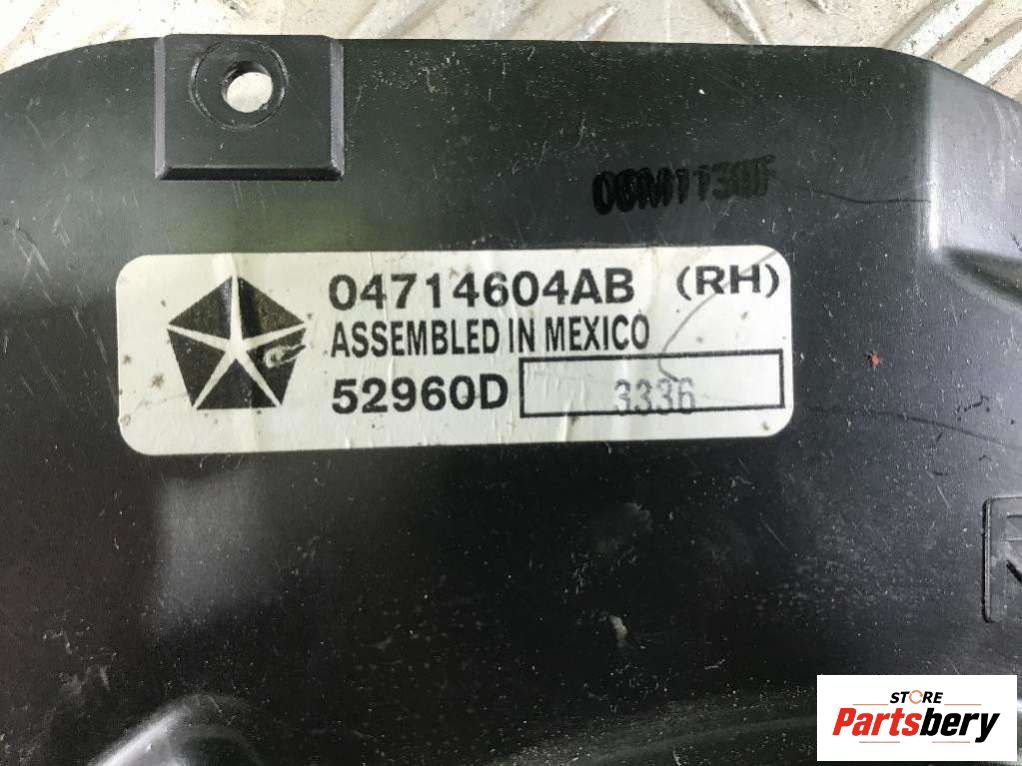 04714604AB (RH)
ASSEMBLED IN MEXICO
52960D 3336
STORE
Partsbery